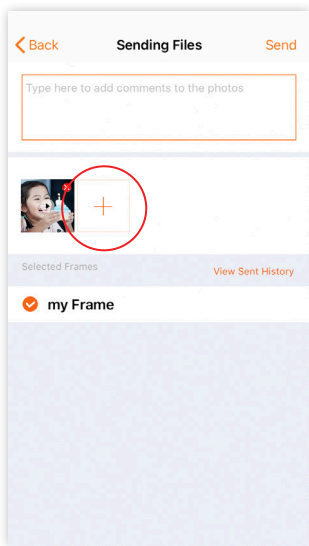 Back
Sending Files
Send
Type here to add comments to the photos
Selected Frames
View Sent History
my Frame